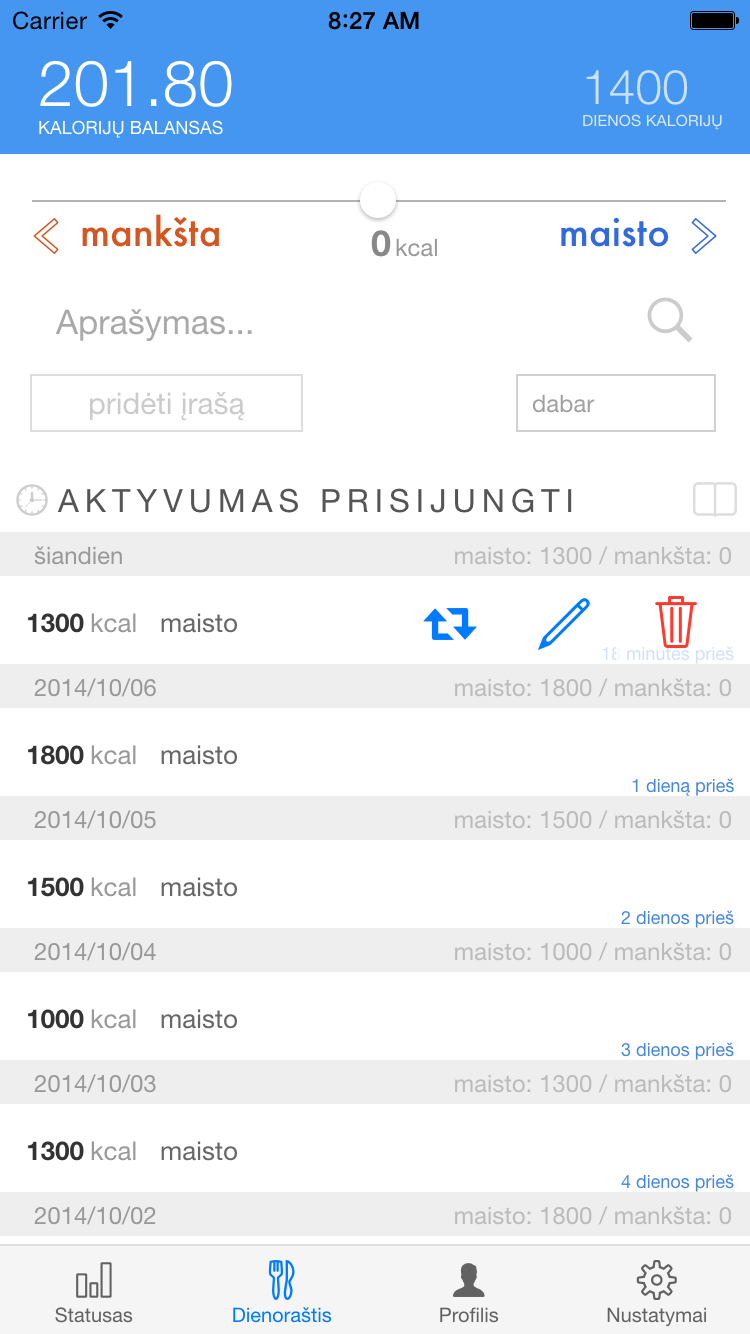 Carrier 8:27 AM
201.80 1400
KALORIJŲ BALANSAS DIENOS KALORIJŲ
mankšta 0 kcal maisto
Aprašymas...
pridėti įrašą dabar
AKTYVUMAS PRISIJUNGTI
šiandien maisto: 1300 / mankšta: 0
1300 kcal maisto
18 minutes prieš
2014/10/06 maisto: 1800 / mankšta: 0
1800 kcal maisto
1 dieną prieš
2014/10/05 maisto: 1500 / mankšta: 0
1500 kcal maisto
2 dienos prieš
2014/10/04 maisto: 1000 / mankšta: 0
1000 kcal maisto
3 dienos prieš
2014/10/03 maisto: 1300 / mankšta: 0
1300 kcal maisto
4 dienos prieš
2014/10/02 maisto: 1800 / mankšta: 0
Statusas Dienoraštis Profilis Nustatymai